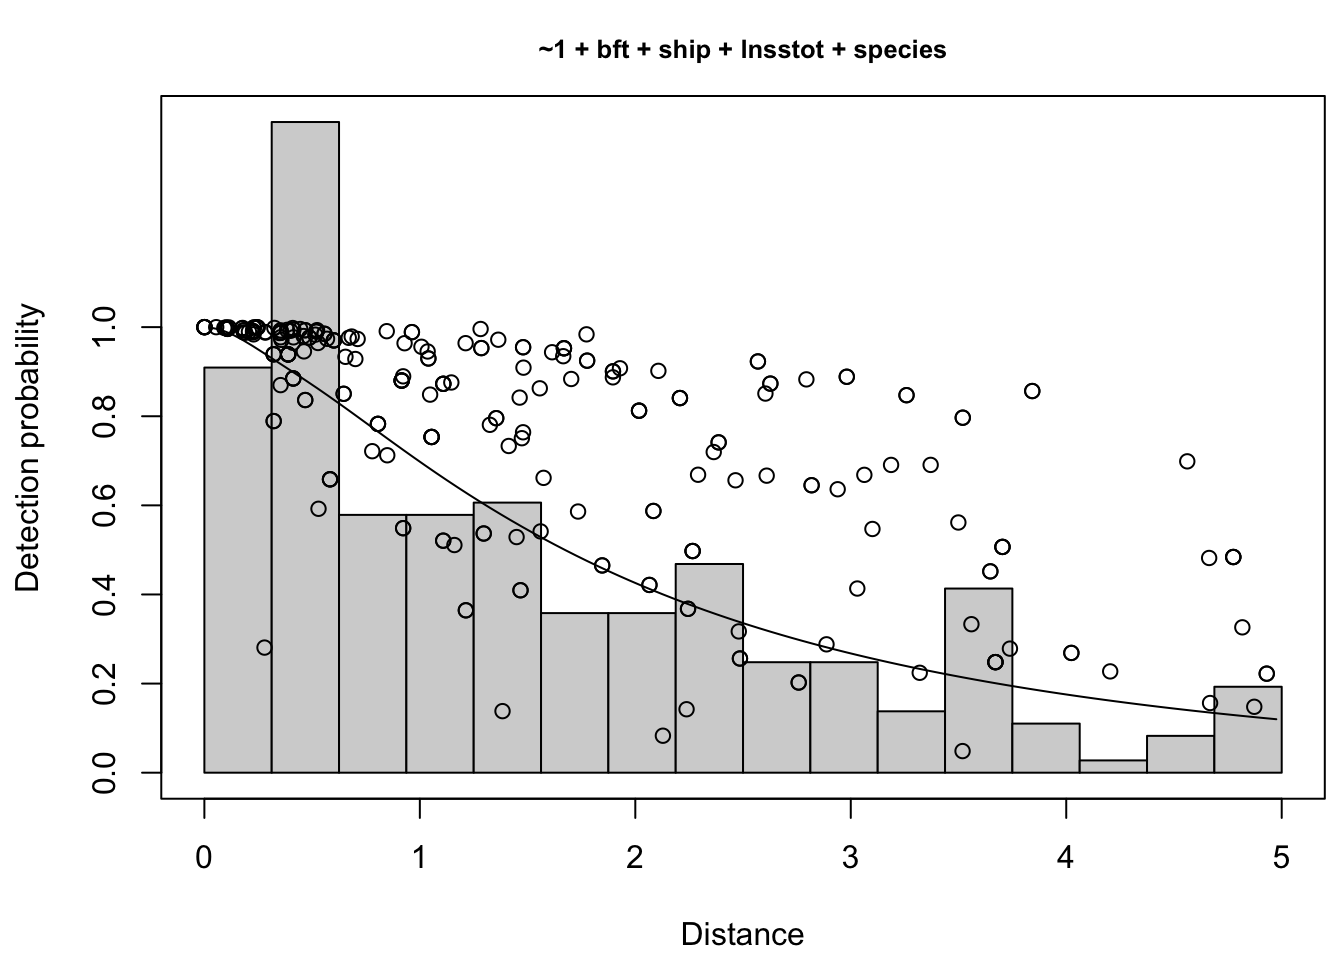 ~1 + bft + ship + lnsstot + species
Detection probability
1.0
0.8
0.6
0.4
0.2
0.0
0 1 2 3 4 5
Distance